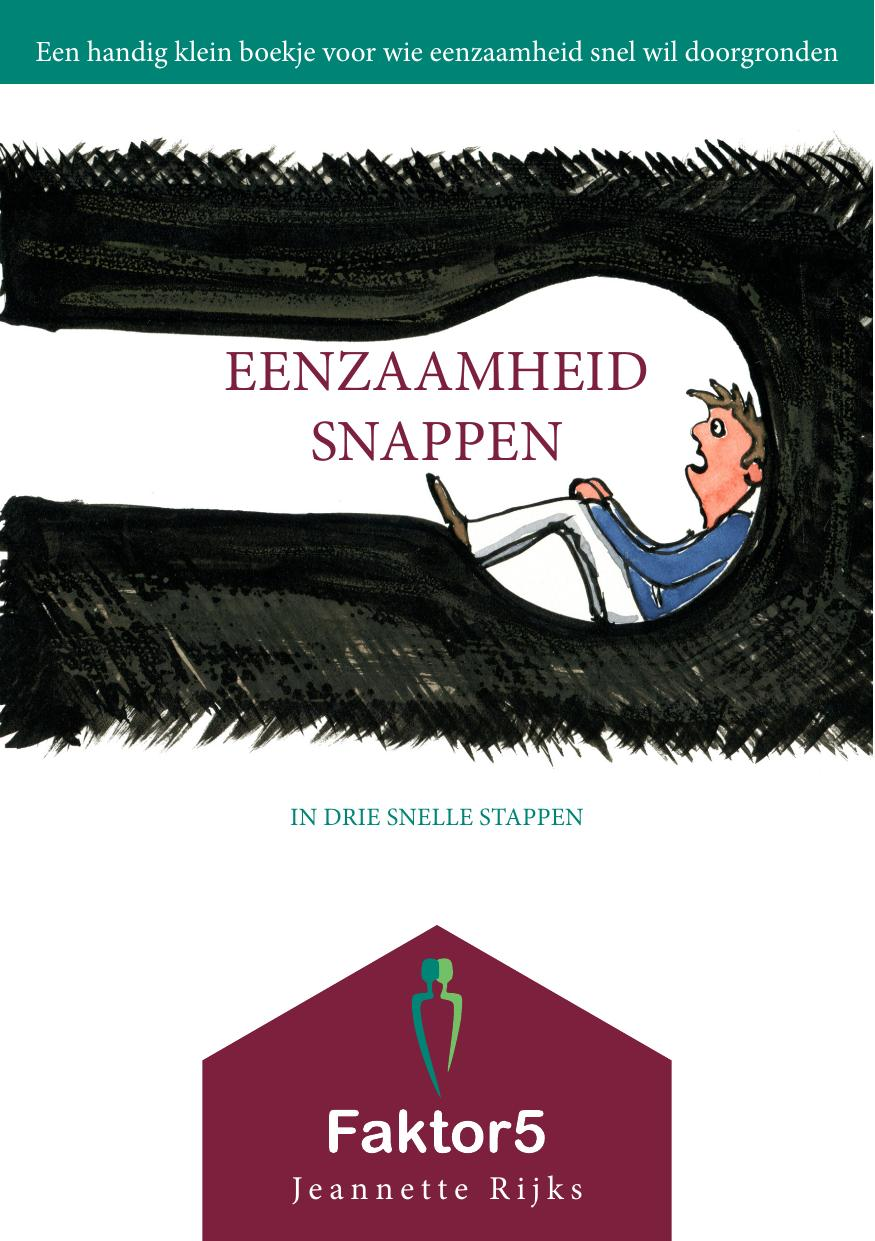 Een handig klein boekje voor wie eenzaamheid snel wil doorgronden
EENZAAMHEID
SNAPPEN
IN DRIE SNELLE STAPPEN
Faktor5
Jeannette Rijks